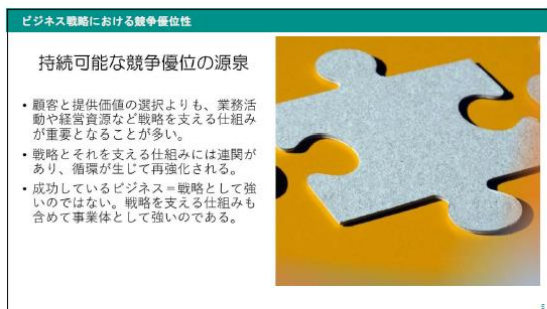 ビジネス戦略における競争優位性
持続可能な競争優位の源泉
• 顧客と提供価値の選択よりも、業務活
動や経営資源など戦略を支える仕組み
が重要となることが多い。
• 戦略とそれを支える仕組みには連関が
あり、循環が生じて再強化される。
• 成功しているビジネス＝戦略として強
いのではない。戦略を支える仕組みも
含めて事業体として強いのである。
5